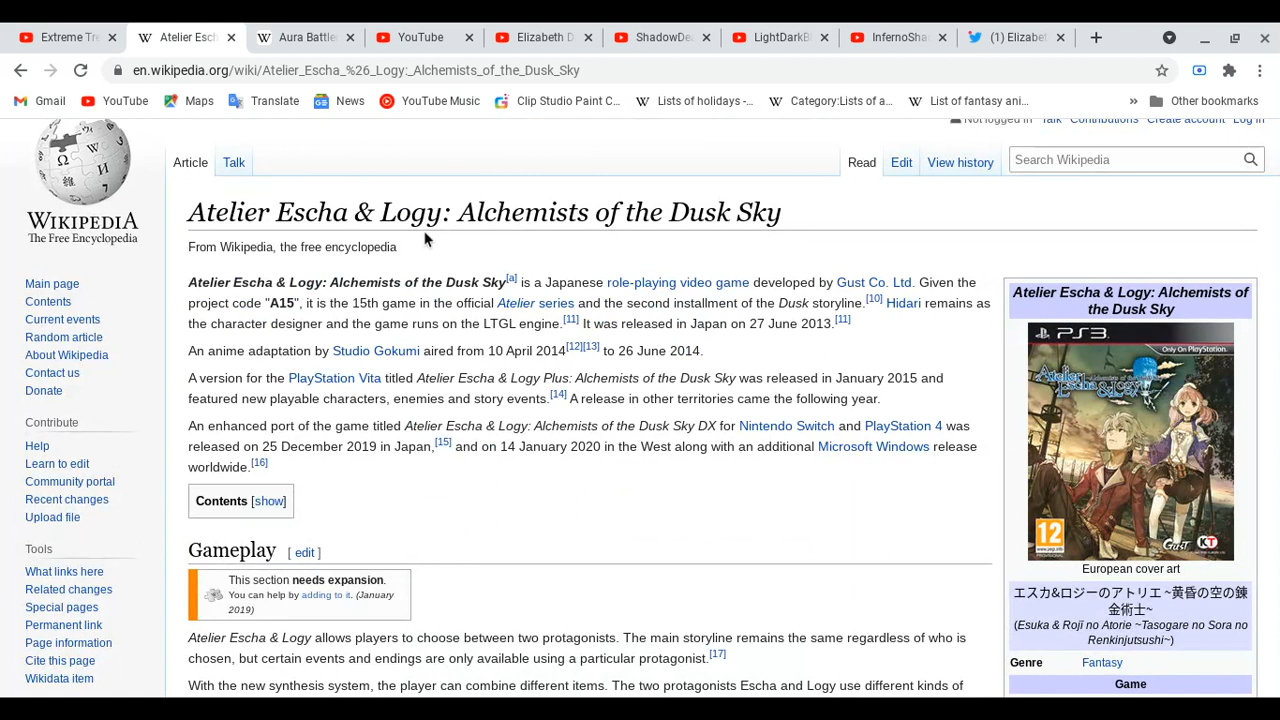 Extreme Tre
Atelier Esch
Aura Battle
YouTube
Elizabeth D
ShadowDea
LightDarkB
InfernoSha
(1) Elizabet
en.wikipedia.org/wiki/Atelier_Escha_%26_Logy:_Alchemists_of_the_Dusk_Sky
Gmail
YouTube
Maps
Translate
News
YouTube Music
Clip Studio Paint C...
Lists of holidays -...
Category:Lists of a...
List of fantasy ani...
»
Other bookmarks
Not logged in Talk Contributions Create account Log in
WIKIPEDIA
The Free Encyclopedia
Article Talk
Read Edit View history
Search Wikipedia
Main page
Contents
Current events
Random article
About Wikipedia
Contact us
Donate
Contribute
Help
Learn to edit
Community portal
Recent changes
Upload file
Tools
What links here
Related changes
Special pages
Permanent link
Page information
Cite this page
Wikidata item
Atelier Escha & Logy: Alchemists of the Dusk Sky
From Wikipedia, the free encyclopedia
Atelier Escha & Logy: Alchemists of the Dusk Sky[a] is a Japanese role-playing video game developed by Gust Co. Ltd. Given the
project code "A15", it is the 15th game in the official Atelier series and the second installment of the Dusk storyline.[10] Hidari remains as
the character designer and the game runs on the LTGL engine.[11] It was released in Japan on 27 June 2013.[11]
An anime adaptation by Studio Gokumi aired from 10 April 2014[12][13] to 26 June 2014.
A version for the PlayStation Vita titled Atelier Escha & Logy Plus: Alchemists of the Dusk Sky was released in January 2015 and
featured new playable characters, enemies and story events.[14] A release in other territories came the following year.
An enhanced port of the game titled Atelier Escha & Logy: Alchemists of the Dusk Sky DX for Nintendo Switch and PlayStation 4 was
released on 25 December 2019 in Japan,[15] and on 14 January 2020 in the West along with an additional Microsoft Windows release
worldwide.[16]
Contents [show]
Gameplay [ edit ]
This section needs expansion.
You can help by adding to it. (January
2019)
Atelier Escha & Logy allows players to choose between two protagonists. The main storyline remains the same regardless of who is
chosen, but certain events and endings are only available using a particular protagonist.[17]
With the new synthesis system, the player can combine different items. The two protagonists Escha and Logy use different kinds of
Atelier Escha & Logy: Alchemists of
the Dusk Sky
PS3
Only On PlayStation
Atelier
Escha&Logy
12
GUST
KT
European cover art
エスカ&ロジーのアトリエ ~黄昏の空の錬
金術士~
(Esuka & Rojī no Atorie ~Tasogare no Sora no
Renkinjutsushi~)
Genre Fantasy
Game